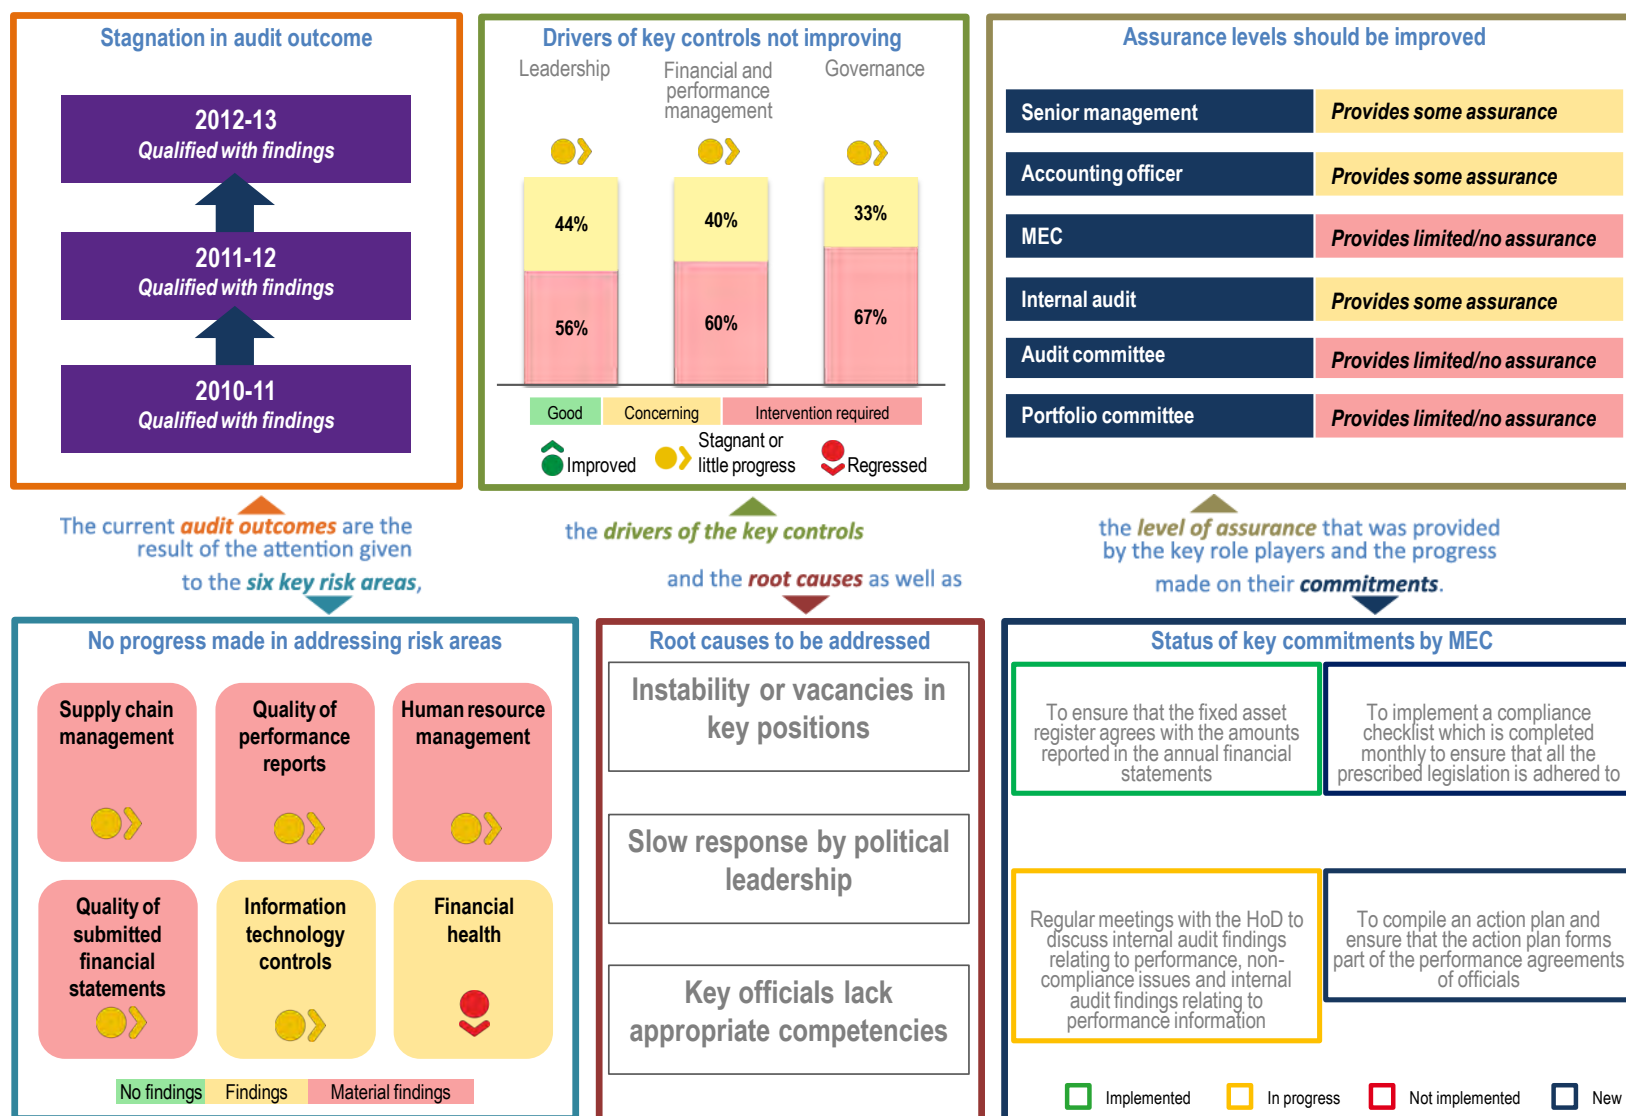 Stagnation in audit outcome
2012-13
Qualified with findings
2011-12
Qualified with findings
2010-11
Qualified with findings
Drivers of key controls not improving
Leadership
Financial and
performance
management
Governance
44%
40%
33%
56%
60%
67%
Good
Concerning
Intervention required
Improved
Stagnant or
little progress
Regressed
Assurance levels should be improved
Senior management
Provides some assurance
Accounting officer
Provides some assurance
MEC
Provides limited/no assurance
Internal audit
Provides some assurance
Audit committee
Provides limited/no assurance
Portfolio committee
Provides limited/no assurance
The current audit outcomes are the
result of the attention given
to the six key risk areas,
the drivers of the key controls
and the root causes as well as
the level of assurance that was provided
by the key role players and the progress
made on their commitments.
No progress made in addressing risk areas
Supply chain
management
Quality of
performance
reports
Human resource
management
Quality of
submitted
financial
statements
Information
technology
controls
Financial
health
No findings
Findings
Material findings
Root causes to be addressed
Instability or vacancies in
key positions
Slow response by political
leadership
Key officials lack
appropriate competencies
Status of key commitments by MEC
To ensure that the fixed asset
register agrees with the amounts
reported in the annual financial
statements
To implement a compliance
checklist which is completed
monthly to ensure that all the
prescribed legislation is adhered to
Regular meetings with the HoD to
discuss internal audit findings
relating to performance, non-
compliance issues and internal
audit findings relating to
performance information
To compile an action plan and
ensure that the action plan forms
part of the performance agreements
of officials
Implemented
In progress
Not implemented
New